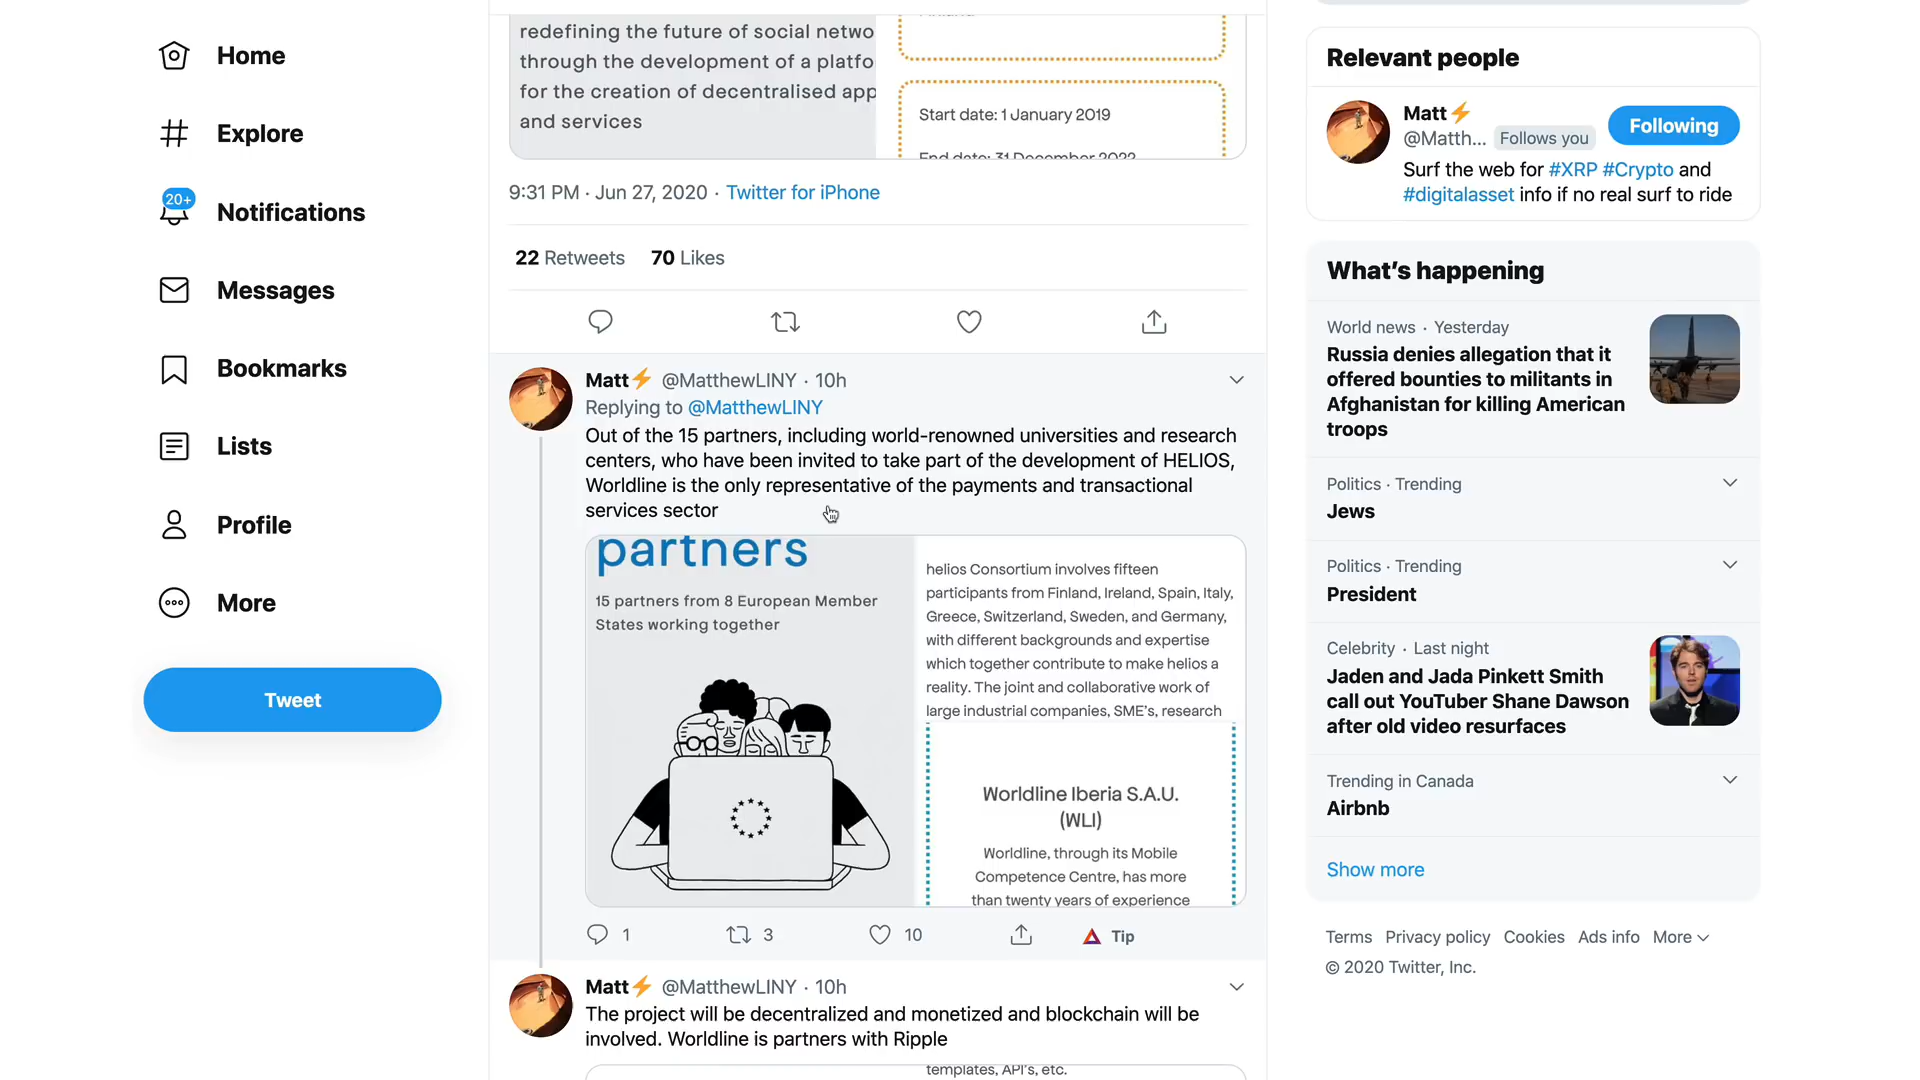 Home
Explore
20+
Notifications
Messages
Bookmarks
Lists
Profile
More
Tweet
redefining the future of social netwo
through the development of a platfo
for the creation of decentralised app
and services
Start date: 1 January 2019
End date: 31 December 2022
9:31 PM · Jun 27, 2020 · Twitter for iPhone
22 Retweets 70 Likes
Matt⚡ @MatthewLINY · 10h
Replying to @MatthewLINY
Out of the 15 partners, including world-renowned universities and research
centers, who have been invited to take part of the development of HELIOS,
Worldline is the only representative of the payments and transactional
services sector
partners
15 partners from 8 European Member
States working together
helios Consortium involves fifteen
participants from Finland, Ireland, Spain, Italy,
Greece, Switzerland, Sweden, and Germany,
with different backgrounds and expertise
which together contribute to make helios a
reality. The joint and collaborative work of
large industrial companies, SME's, research
Worldline Iberia S.A.U.
(WLI)
Worldline, through its Mobile
Competence Centre, has more
than twenty years of experience
1 3 10 Tip
Matt⚡ @MatthewLINY · 10h
The project will be decentralized and monetized and blockchain will be
involved. Worldline is partners with Ripple
templates, API's, etc.
Relevant people
Matt⚡
@Matth... Follows you
Following
Surf the web for #XRP #Crypto and
#digitalasset info if no real surf to ride
What's happening
World news · Yesterday
Russia denies allegation that it
offered bounties to militants in
Afghanistan for killing American
troops
Politics · Trending
Jews
Politics · Trending
President
Celebrity · Last night
Jaden and Jada Pinkett Smith
call out YouTuber Shane Dawson
after old video resurfaces
Trending in Canada
Airbnb
Show more
Terms Privacy policy Cookies Ads info More
© 2020 Twitter, Inc.